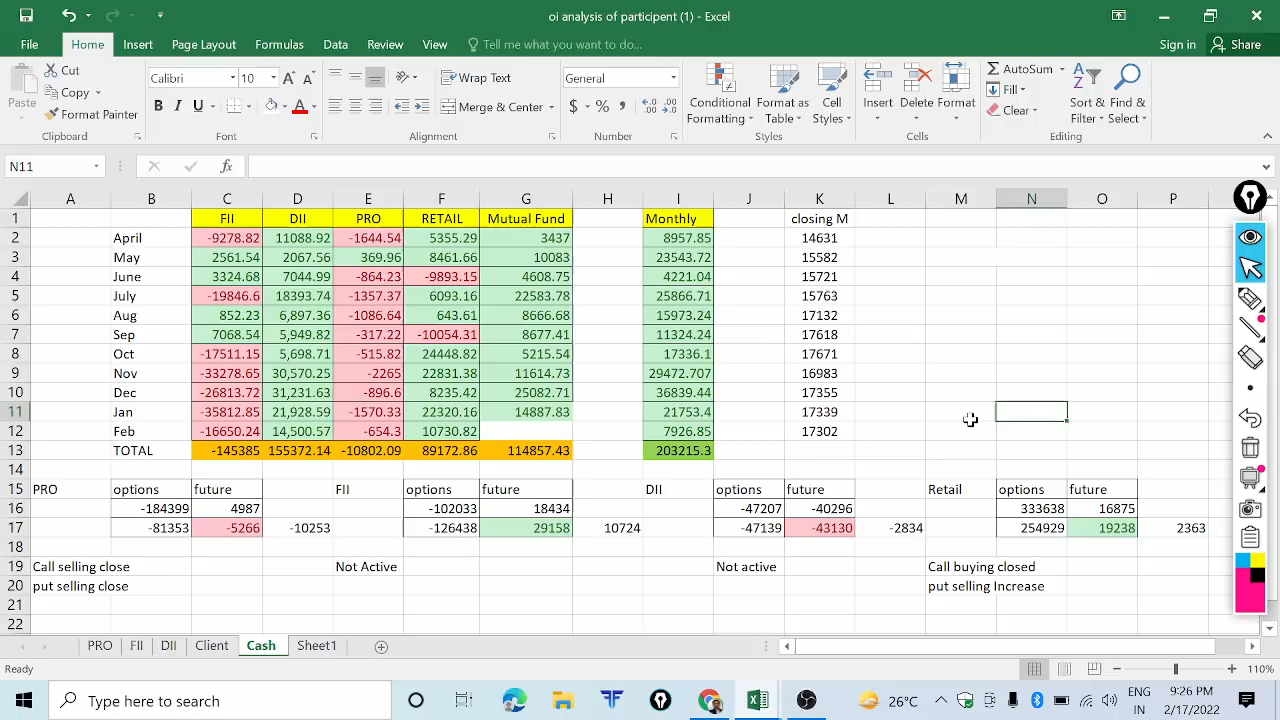 oi analysis of participent (1) - Excel
File Home Insert Page Layout Formulas Data Review View Tell me what you want to do... Sign in Share
Paste Cut Copy Format Painter
Calibri 10 B I U A
Wrap Text Merge & Center
General $ % ,
Conditional Formatting Format as Table Cell Styles
Insert Delete Format
AutoSum Fill Clear Sort & Filter Find & Select
Clipboard Font Alignment Number Styles Cells Editing
N11 fx
A B C D E F G H I J K L M N O P
1 FII DII PRO RETAIL Mutual Fund Monthly closing M
2 April -9278.82 11088.92 -1644.54 5355.29 3437 8957.85 14631
3 May 2561.54 2067.56 369.96 8461.66 10083 23543.72 15582
4 June 3324.68 7044.99 -864.23 -9893.15 4608.75 4221.04 15721
5 July -19846.6 18393.74 -1357.37 6093.16 22583.78 25866.71 15763
6 Aug 852.23 6,897.36 -1086.64 643.61 8666.68 15973.24 17132
7 Sep 7068.54 5,949.82 -317.22 -10054.31 8677.41 11324.24 17618
8 Oct -17511.15 5,698.71 -515.82 24448.82 5215.54 17336.1 17671
9 Nov -33278.65 30,570.25 -2265 22831.38 11614.73 29472.707 16983
10 Dec -26813.72 31,231.63 -896.6 8235.42 25082.71 36839.44 17355
11 Jan -35812.85 21,928.59 -1570.33 22320.16 14887.83 21753.4 17339
12 Feb -16650.24 14,500.57 -654.3 10730.82 7926.85 17302
13 TOTAL -145385 155372.14 -10802.09 89172.86 114857.43 203215.3
14
15 PRO options future FII options future DII options future Retail options future
16 -184399 4987 -102033 18434 -47207 -40296 333638 16875
17 -81353 -5266 -10253 -126438 29158 10724 -47139 -43130 -2834 254929 19238 2363
18
19 Call selling close Not Active Not active Call buying closed
20 put selling close put selling Increase
21
22
PRO FII DII Client Cash Sheet1
Ready 110%
Type here to search 26°C ENG 9:26 PM
IN 2/17/2022